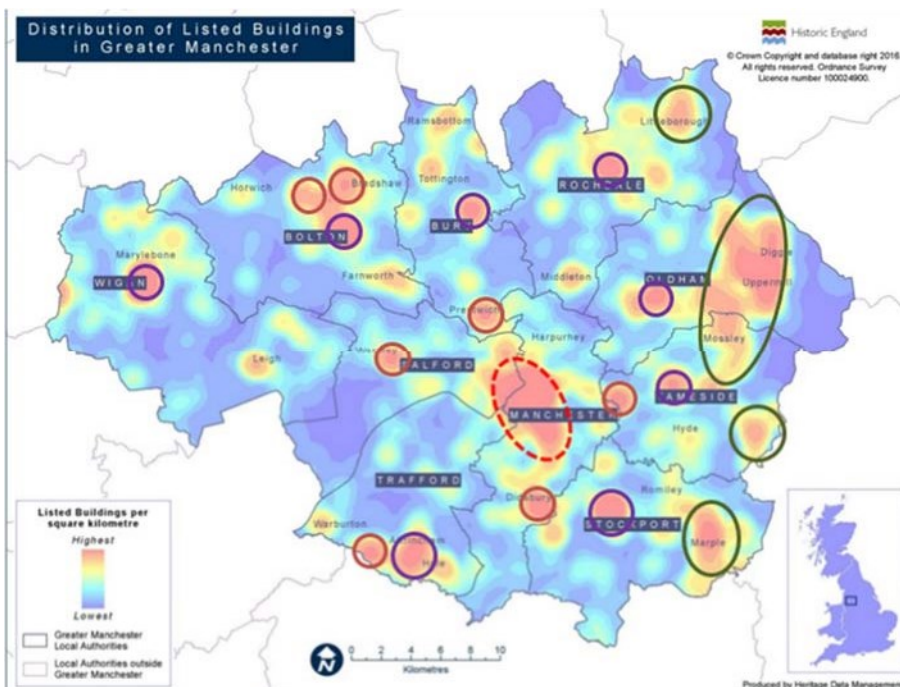 Distribution of Listed Buildings
in Greater Manchester
Historic England
© Crown Copyright and database right 2016.
All rights reserved. Ordnance Survey
Licence number 100024900.
Ramsbottom
Littleborough
Horwich
Bradshaw
Tottington
ROCHDALE
BOLTON
BURY
Marylebone
Diggle
WIGAN
Farnworth
Middleton
OLDHAM
Uppermill
Prestwich
Harpurhey
Mossley
Leigh
SALFORD
MANCHESTER
TAMESIDE
Hyde
TRAFFORD
Didsbury
Romiley
Warburton
STOCKPORT
Altrincham
Marple
Hale
Listed Buildings per
square kilometre
Highest
Lowest
Greater Manchester
Local Authorities
Local Authorities outside
Greater Manchester
N
0 2 4 6 8 10
Kilometres
Produced by Heritage Data Management